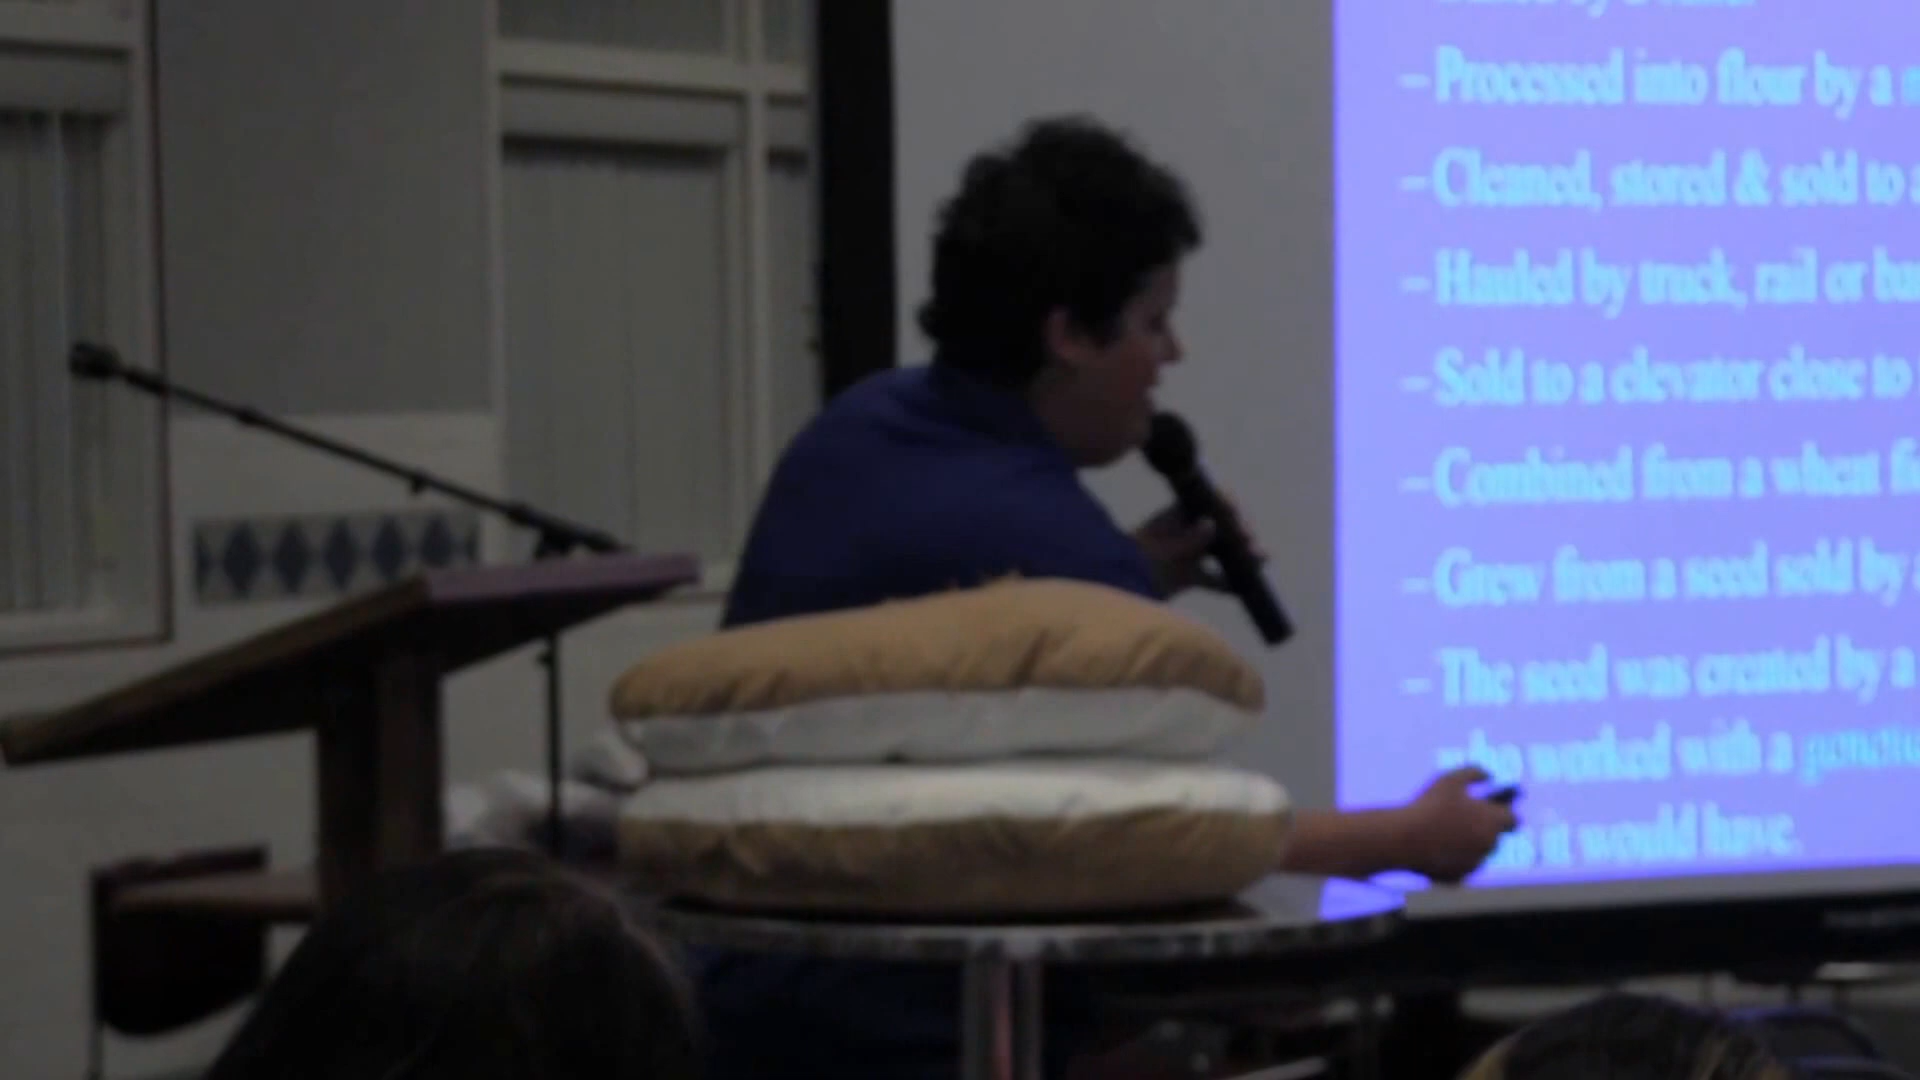 – Processed into flour by a
– Cleaned, stored & sold to
– Hauled by truck, rail or
– Sold to a elevator close to
– Combined from a wheat
– Grew from a seed sold by
– The seed was created by a
who worked with a
it would have.